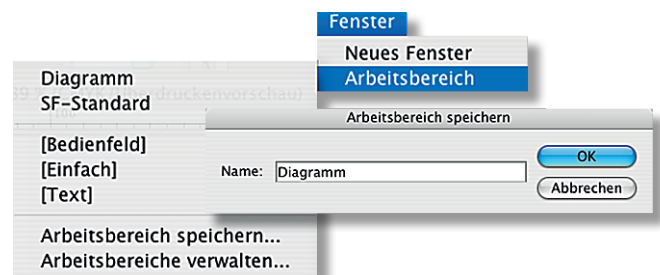 Fenster
Neues Fenster
Arbeitsbereich
Diagramm
SF-Standard
[Bedienfeld]
[Einfach]
[Text]
Arbeitsbereich speichern...
Arbeitsbereiche verwalten...
Arbeitsbereich speichern
Name: Diagramm
OK
Abbrechen